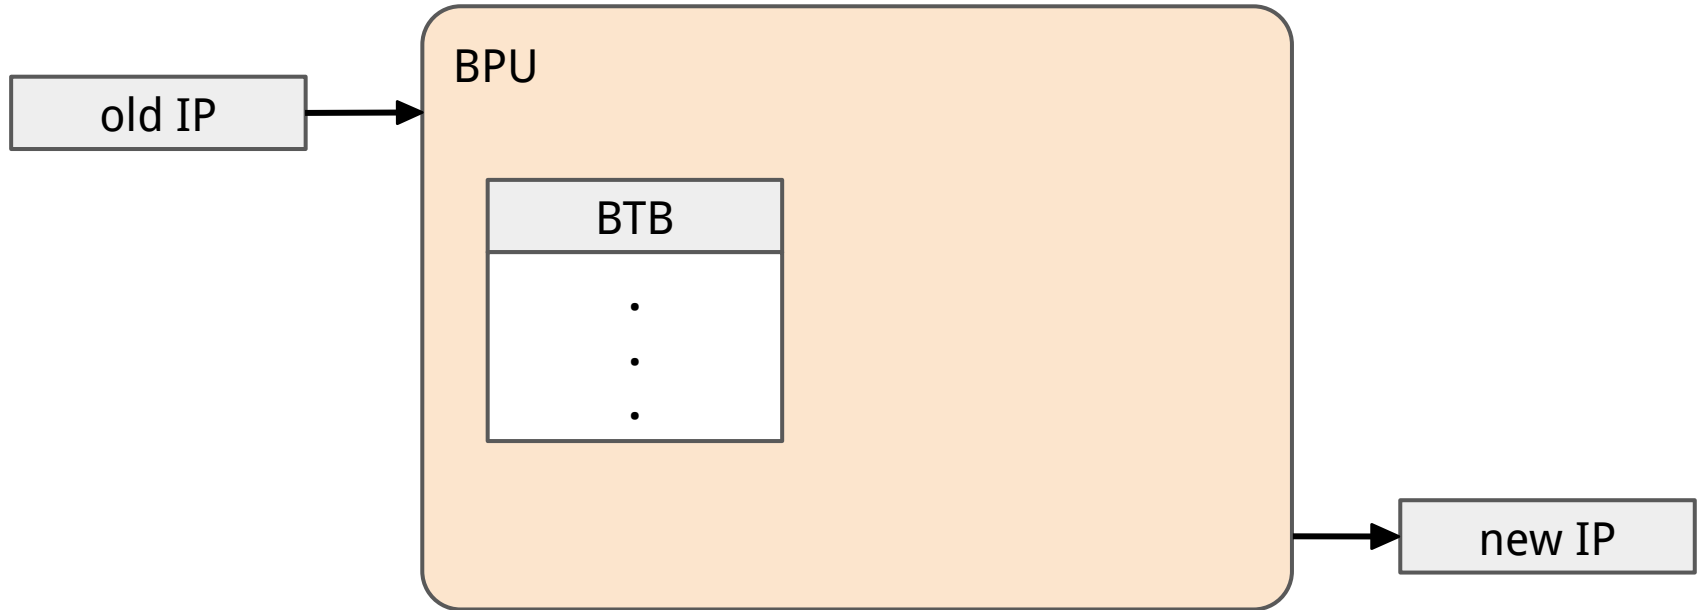 BPU
old IP
BTB
.
.
.
new IP